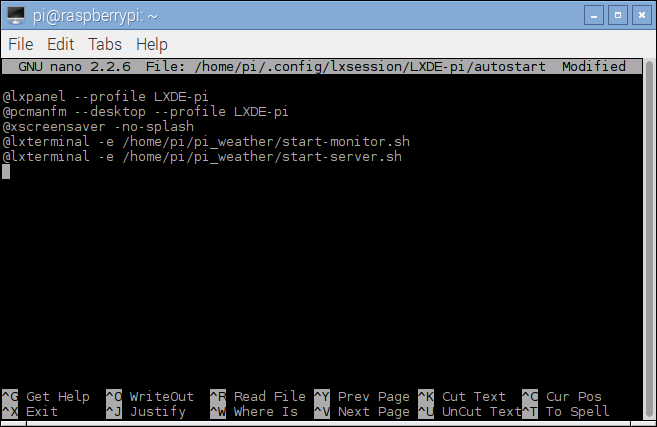 pi@raspberrypi: ~
File Edit Tabs Help
GNU nano 2.2.6 File: /home/pi/.config/lxsession/LXDE-pi/autostart Modified
@lxpanel --profile LXDE-pi
@pcmanfm --desktop --profile LXDE-pi
@xscreensaver -no-splash
@lxterminal -e /home/pi/pi_weather/start-monitor.sh
@lxterminal -e /home/pi/pi_weather/start-server.sh
^G Get Help ^O WriteOut ^R Read File ^Y Prev Page ^K Cut Text ^C Cur Pos
^X Exit ^J Justify ^W Where Is ^V Next Page ^U UnCut Text ^T To Spell